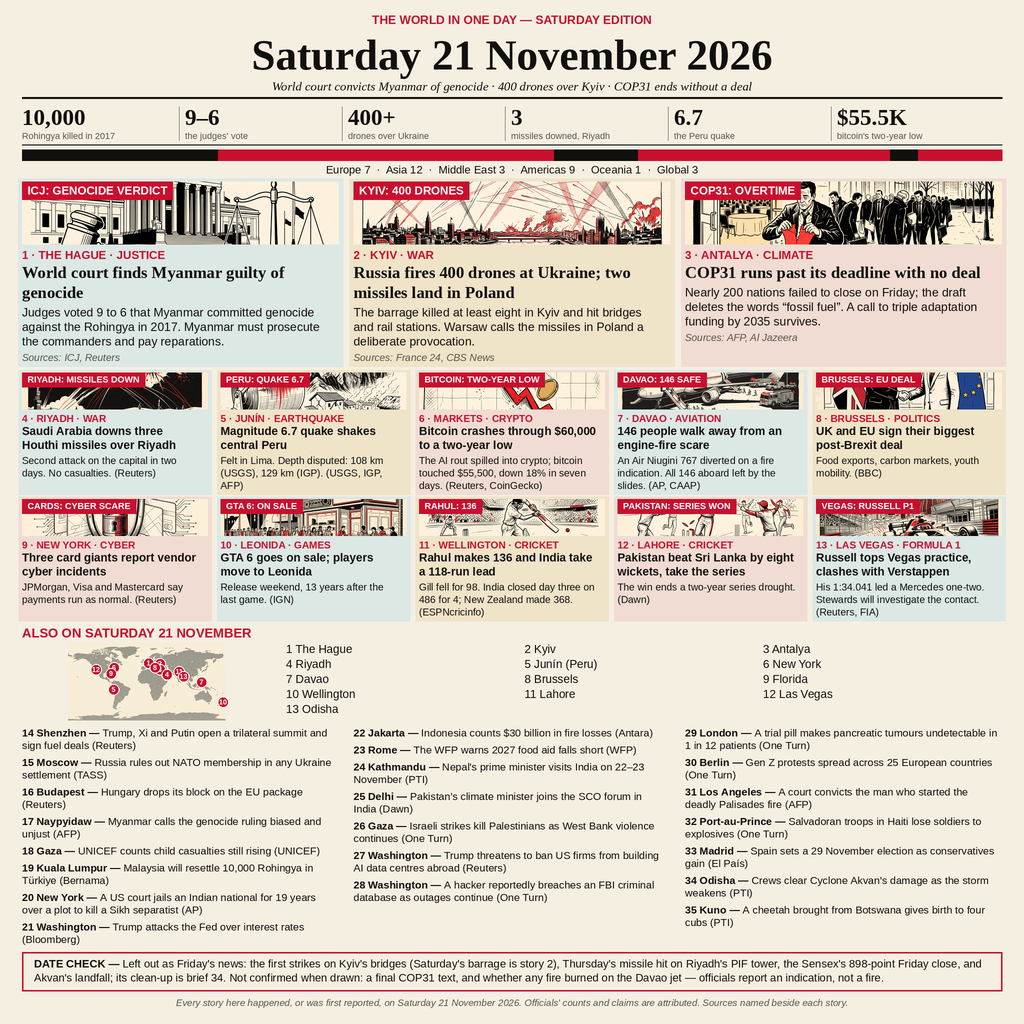 THE WORLD IN ONE DAY — SATURDAY EDITION
Saturday 21 November 2026
World court convicts Myanmar of genocide · 400 drones over Kyiv · COP31 ends without a deal
10,000
Rohingya killed in 2017
9–6
the judges' vote
400+
drones over Ukraine
3
missiles downed, Riyadh
6.7
the Peru quake
$55.5K
bitcoin's two-year low
Europe 7 · Asia 12 · Middle East 3 · Americas 9 · Oceania 1 · Global 3
ICJ: GENOCIDE VERDICT
1 · THE HAGUE · JUSTICE
World court finds Myanmar guilty of
genocide
Judges voted 9 to 6 that Myanmar committed genocide
against the Rohingya in 2017. Myanmar must prosecute
the commanders and pay reparations.
Sources: ICJ, Reuters
KYIV: 400 DRONES
2 · KYIV · WAR
Russia fires 400 drones at Ukraine; two
missiles land in Poland
The barrage killed at least eight in Kyiv and hit bridges
and rail stations. Warsaw calls the missiles in Poland a
deliberate provocation.
Sources: France 24, CBS News
COP31: OVERTIME
3 · ANTALYA · CLIMATE
COP31 runs past its deadline with no deal
Nearly 200 nations failed to close on Friday; the draft
deletes the words “fossil fuel”. A call to triple adaptation
funding by 2035 survives.
Sources: AFP, Al Jazeera
RIYADH: MISSILES DOWN
4 · RIYADH · WAR
Saudi Arabia downs three
Houthi missiles over Riyadh
Second attack on the capital in two
days. No casualties. (Reuters)
PERU: QUAKE 6.7
5 · JUNÍN · EARTHQUAKE
Magnitude 6.7 quake shakes
central Peru
Felt in Lima. Depth disputed: 108 km
(USGS), 129 km (IGP). (USGS, IGP,
AFP)
BITCOIN: TWO-YEAR LOW
6 · MARKETS · CRYPTO
Bitcoin crashes through $60,000
to a two-year low
The AI rout spilled into crypto; bitcoin
touched $55,500, down 18% in seven
days. (Reuters, CoinGecko)
DAVAO: 146 SAFE
7 · DAVAO · AVIATION
146 people walk away from an
engine-fire scare
An Air Niugini 767 diverted on a fire
indication. All 146 aboard left by the
slides. (AP, CAAP)
BRUSSELS: EU DEAL
8 · BRUSSELS · POLITICS
UK and EU sign their biggest
post-Brexit deal
Food exports, carbon markets, youth
mobility. (BBC)
CARDS: CYBER SCARE
9 · NEW YORK · CYBER
Three card giants report vendor
cyber incidents
JPMorgan, Visa and Mastercard say
payments run as normal. (Reuters)
GTA 6: ON SALE
10 · LEONIDA · GAMES
GTA 6 goes on sale; players
move to Leonida
Release weekend, 13 years after the
last game. (IGN)
RAHUL: 136
11 · WELLINGTON · CRICKET
Rahul makes 136 and India take
a 118-run lead
Gill fell for 98. India closed day three on
486 for 4; New Zealand made 368.
(ESPNcricinfo)
PAKISTAN: SERIES WON
12 · LAHORE · CRICKET
Pakistan beat Sri Lanka by eight
wickets, take the series
The win ends a two-year series drought.
(Dawn)
VEGAS: RUSSELL P1
13 · LAS VEGAS · FORMULA 1
Russell tops Vegas practice,
clashes with Verstappen
His 1:34.041 led a Mercedes one-two.
Stewards will investigate the contact.
(Reuters, FIA)
ALSO ON SATURDAY 21 NOVEMBER
1 The Hague
2 Kyiv
3 Antalya
4 Riyadh
5 Junín (Peru)
6 New York
7 Davao
8 Brussels
9 Florida
10 Wellington
11 Lahore
12 Las Vegas
13 Odisha
14 Shenzhen — Trump, Xi and Putin open a trilateral summit and
sign fuel deals (Reuters)
15 Moscow — Russia rules out NATO membership in any Ukraine
settlement (TASS)
16 Budapest — Hungary drops its block on the EU package
(Reuters)
17 Naypyidaw — Myanmar calls the genocide ruling biased and
unjust (AFP)
18 Gaza — UNICEF counts child casualties still rising (UNICEF)
19 Kuala Lumpur — Malaysia will resettle 10,000 Rohingya in
Türkiye (Bernama)
20 New York — A US court jails an Indian national for 19 years
over a plot to kill a Sikh separatist (AP)
21 Washington — Trump attacks the Fed over interest rates
(Bloomberg)
22 Jakarta — Indonesia counts $30 billion in fire losses (Antara)
23 Rome — The WFP warns 2027 food aid falls short (WFP)
24 Kathmandu — Nepal's prime minister visits India on 22–23
November (PTI)
25 Delhi — Pakistan's climate minister joins the SCO forum in
India (Dawn)
26 Gaza — Israeli strikes kill Palestinians as West Bank violence
continues (One Turn)
27 Washington — Trump threatens to ban US firms from building
AI data centres abroad (Reuters)
28 Washington — A hacker reportedly breaches an FBI criminal
database as outages continue (One Turn)
29 London — A trial pill makes pancreatic tumours undetectable in
1 in 12 patients (One Turn)
30 Berlin — Gen Z protests spread across 25 European countries
(One Turn)
31 Los Angeles — A court convicts the man who started the
deadly Palisades fire (AFP)
32 Port-au-Prince — Salvadoran troops in Haiti lose soldiers to
explosives (One Turn)
33 Madrid — Spain sets a 29 November election as conservatives
gain (El País)
34 Odisha — Crews clear Cyclone Akvan's damage as the storm
weakens (PTI)
35 Kuno — A cheetah brought from Botswana gives birth to four
cubs (PTI)
DATE CHECK — Left out as Friday's news: the first strikes on Kyiv's bridges (Saturday's barrage is story 2), Thursday's missile hit on Riyadh's PIF tower, the Sensex's 898-point Friday close, and
Akvan's landfall; its clean-up is brief 34. Not confirmed when drawn: a final COP31 text, and whether any fire burned on the Davao jet — officials report an indication, not a fire.
Every story here happened, or was first reported, on Saturday 21 November 2026. Officials' counts and claims are attributed. Sources named beside each story.